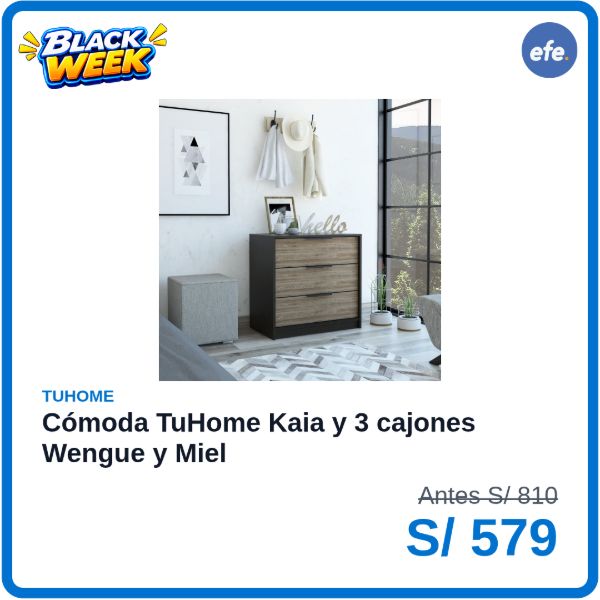 BLACK
WEEK
efe.
hello
TUHOME
Cómoda TuHome Kaia y 3 cajones
Wengue y Miel
Antes S/ 810
S/ 579